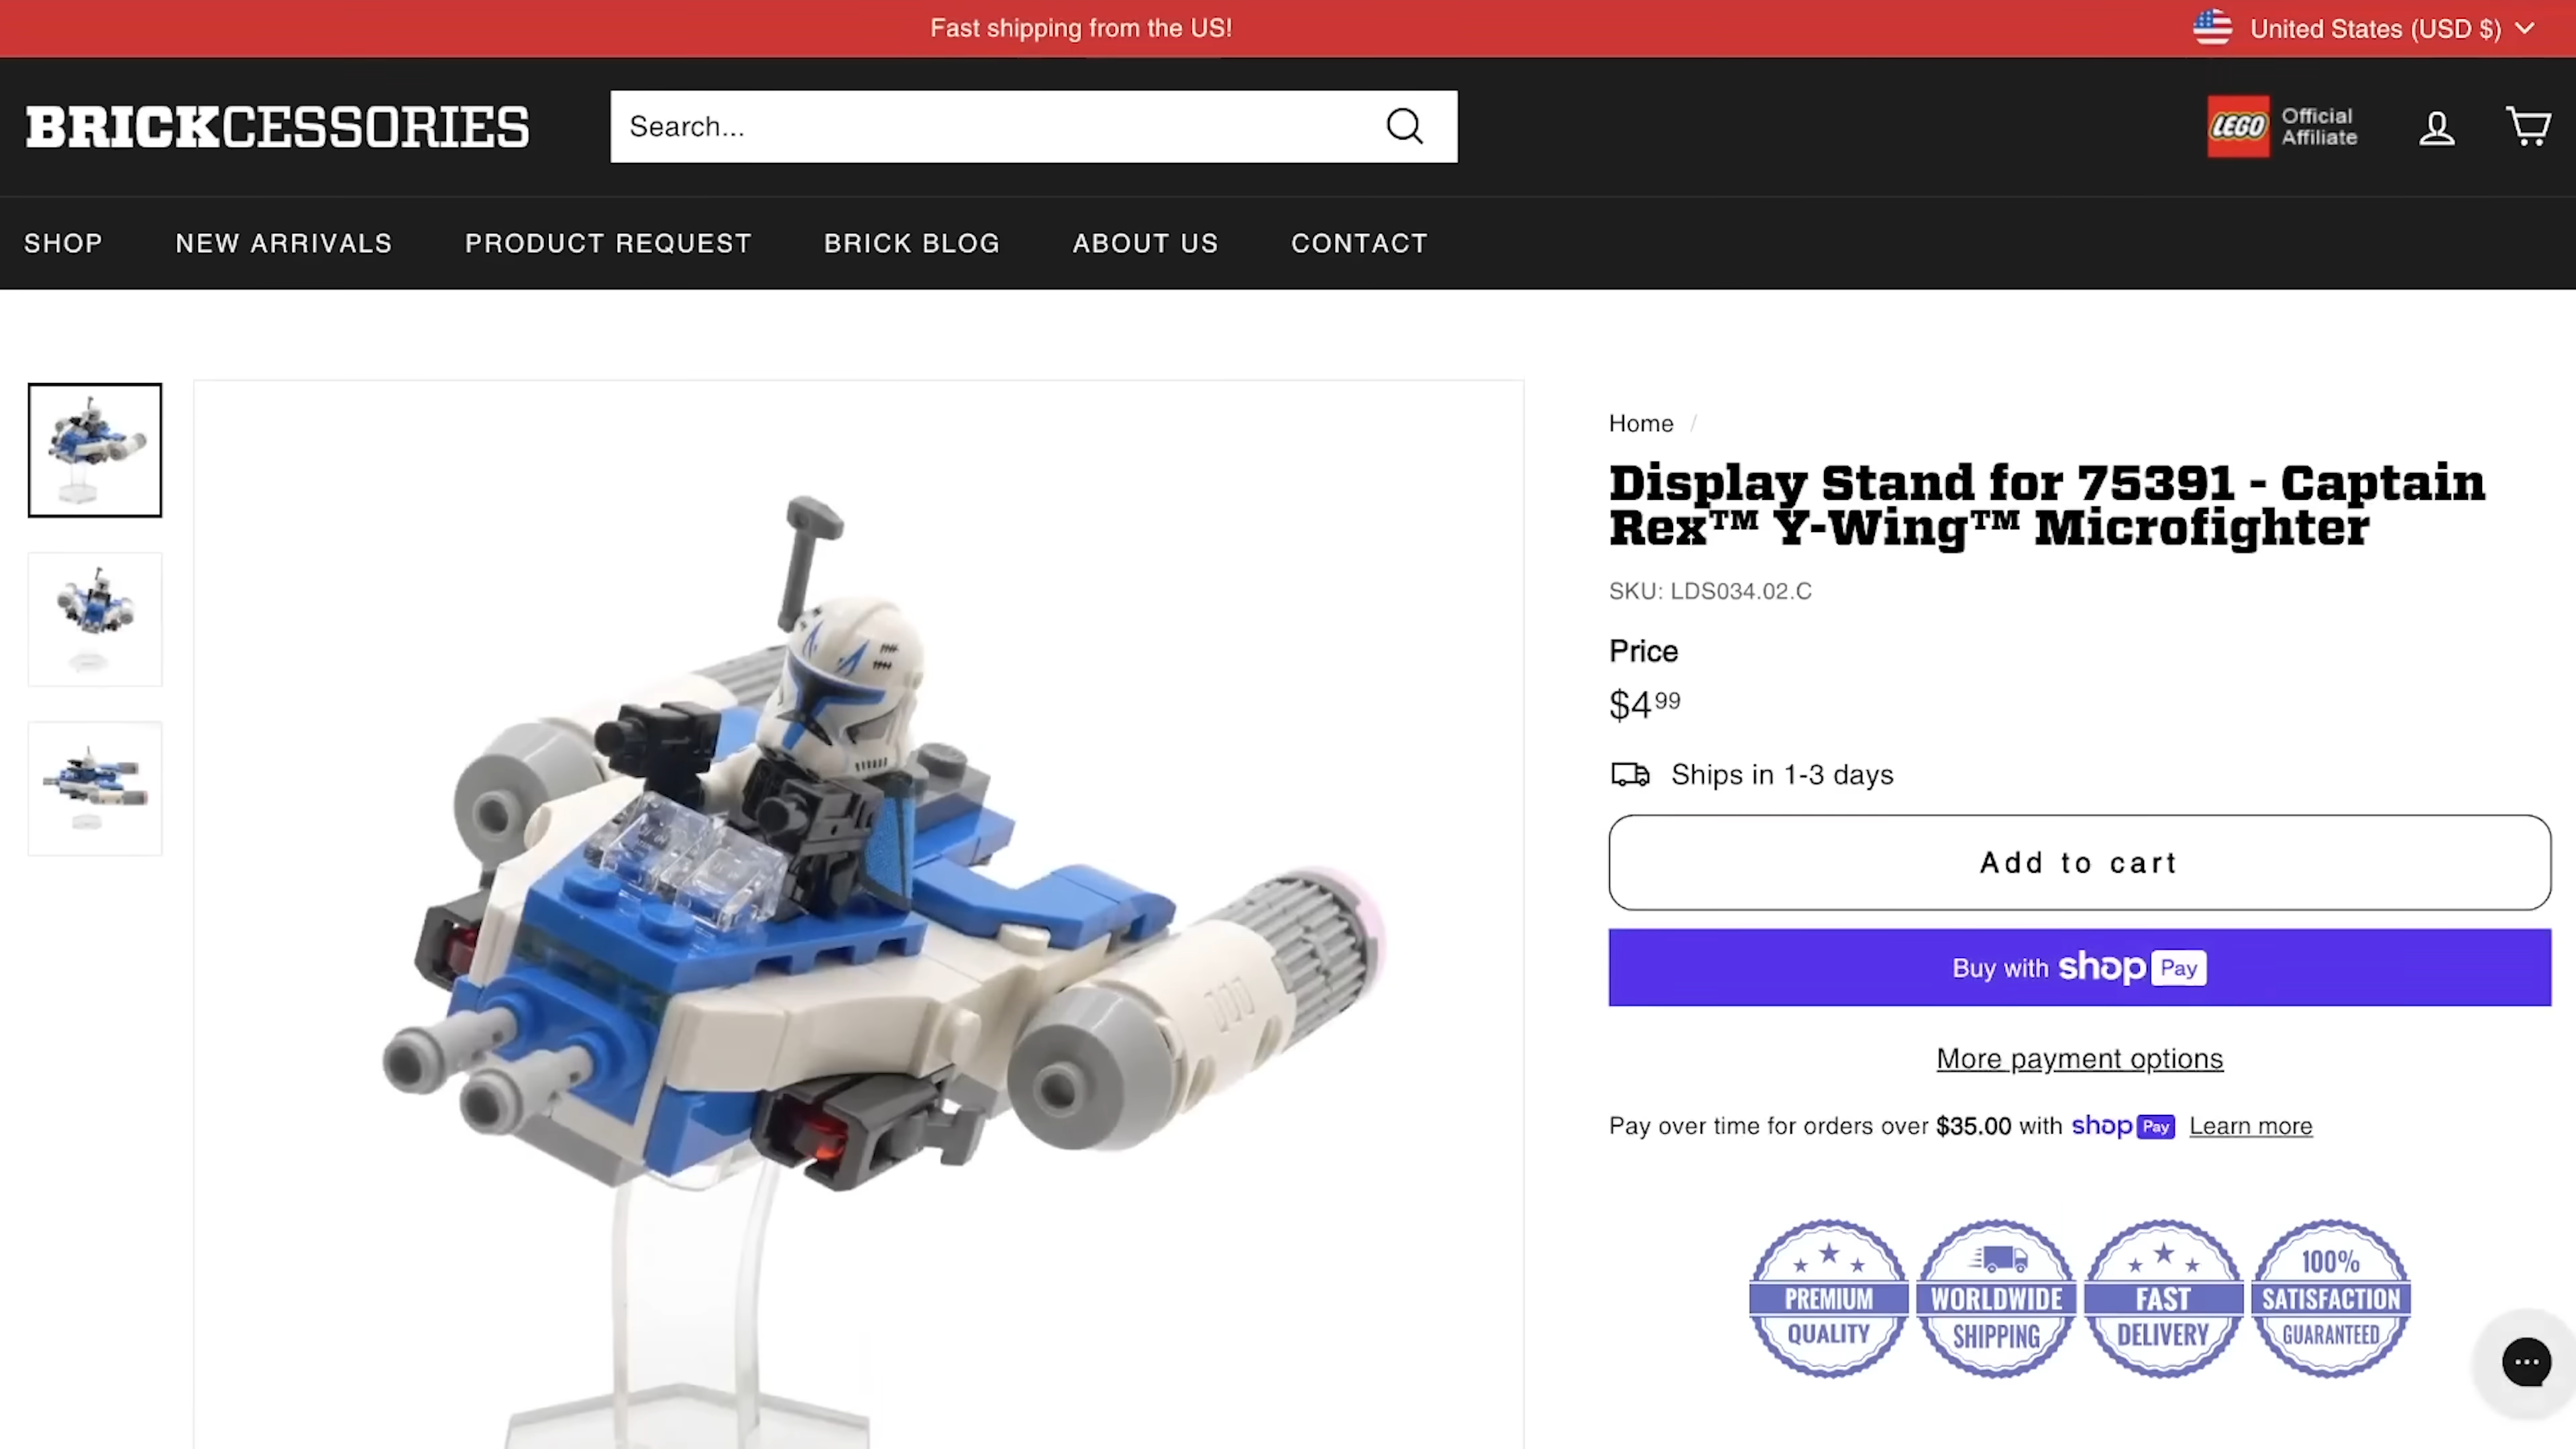 Fast shipping from the US!
United States (USD $)
BRICKCESSORIES
Search...
LEGO
Official
Affiliate
SHOP
NEW ARRIVALS
PRODUCT REQUEST
BRICK BLOG
ABOUT US
CONTACT
Home /
Display Stand for 75391 - Captain
Rex™ Y-Wing™ Microfighter
SKU: LDS034.02.C
Price
$4.99
Ships in 1-3 days
Add to cart
Buy with shop Pay
More payment options
Pay over time for orders over $35.00 with shop Pay Learn more
PREMIUM
QUALITY
WORLDWIDE
SHIPPING
FAST
DELIVERY
100%
SATISFACTION
GUARANTEED